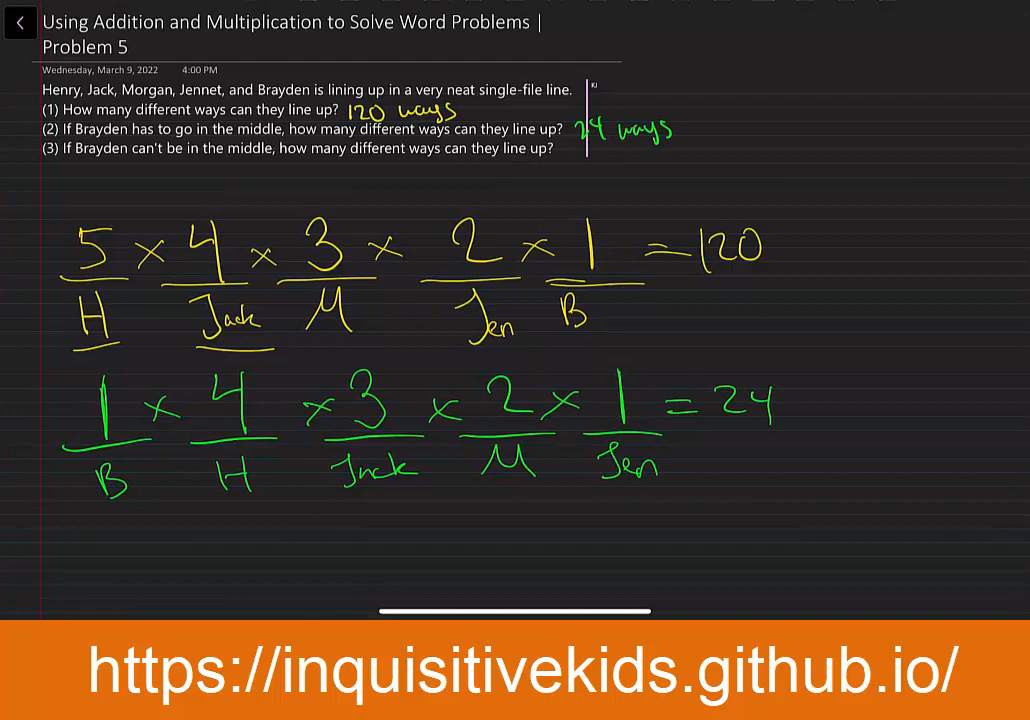 Using Addition and Multiplication to Solve Word Problems |
Problem 5
Wednesday, March 9, 2022 4:00 PM
Henry, Jack, Morgan, Jennet, and Brayden is lining up in a very neat single-file line.
(1) How many different ways can they line up? 120 ways
(2) If Brayden has to go in the middle, how many different ways can they line up? 24 ways
(3) If Brayden can't be in the middle, how many different ways can they line up?
5 × 4 × 3 × 2 × 1 = 120
H Jack M Jen B
1 × 4 × 3 × 2 × 1 = 24
B H Jack M Jen
https://inquisitivekids.github.io/